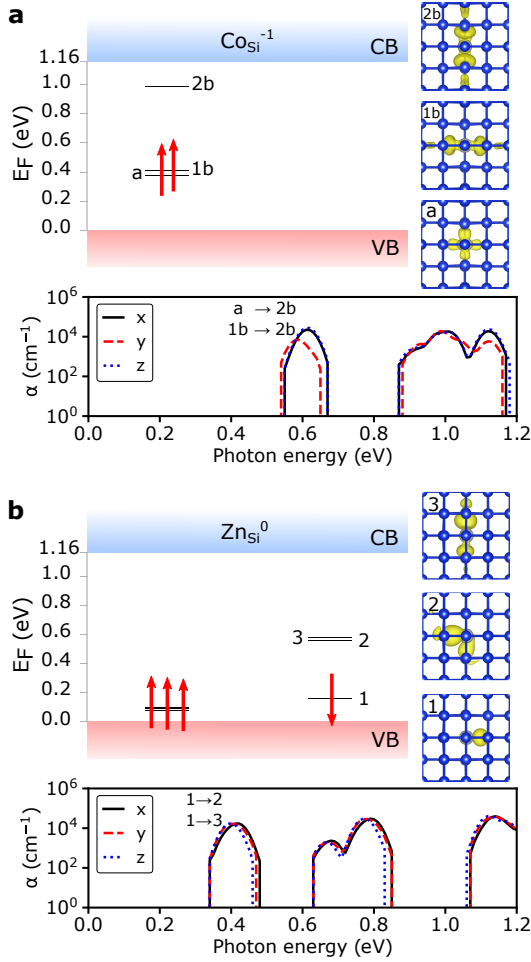 a
Co_Si^-1
CB
1.16
1.0
0.8
0.6
0.4
0.2
0.0
E_F (eV)
2b
a
1b
VB
2b
1b
a
10^6
10^4
10^2
10^0
α (cm^−1)
x
y
z
a → 2b
1b → 2b
0.0 0.2 0.4 0.6 0.8 1.0 1.2
Photon energy (eV)
b
Zn_Si^0
CB
1.16
1.0
0.8
0.6
0.4
0.2
0.0
E_F (eV)
3
2
1
VB
3
2
1
10^6
10^4
10^2
10^0
α (cm^−1)
x
y
z
1→2
1→3
0.0 0.2 0.4 0.6 0.8 1.0 1.2
Photon energy (eV)